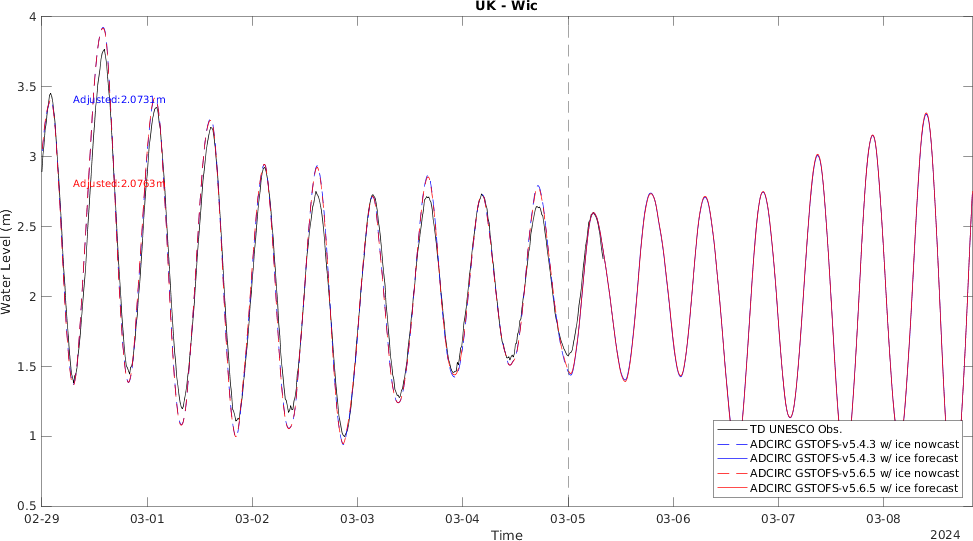 UK - Wic
4
3.5
3
2.5
2
1.5
1
0.5
Water Level (m)
Adjusted:2.0731m
Adjusted:2.0763m
TD UNESCO Obs.
ADCIRC GSTOFS-v5.4.3 w/ ice nowcast
ADCIRC GSTOFS-v5.4.3 w/ ice forecast
ADCIRC GSTOFS-v5.6.5 w/ ice nowcast
ADCIRC GSTOFS-v5.6.5 w/ ice forecast
02-29 03-01 03-02 03-03 03-04 03-05 03-06 03-07 03-08
Time
2024